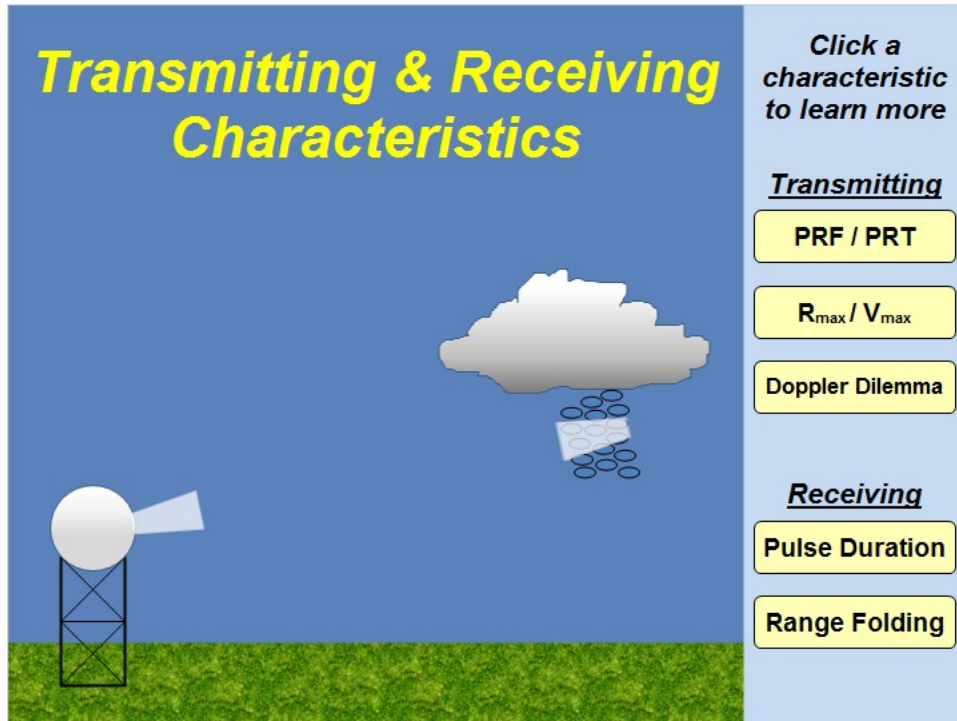 Transmitting & Receiving
Characteristics
Click a
characteristic
to learn more
Transmitting
PRF / PRT
Rmax / Vmax
Doppler Dilemma
Receiving
Pulse Duration
Range Folding